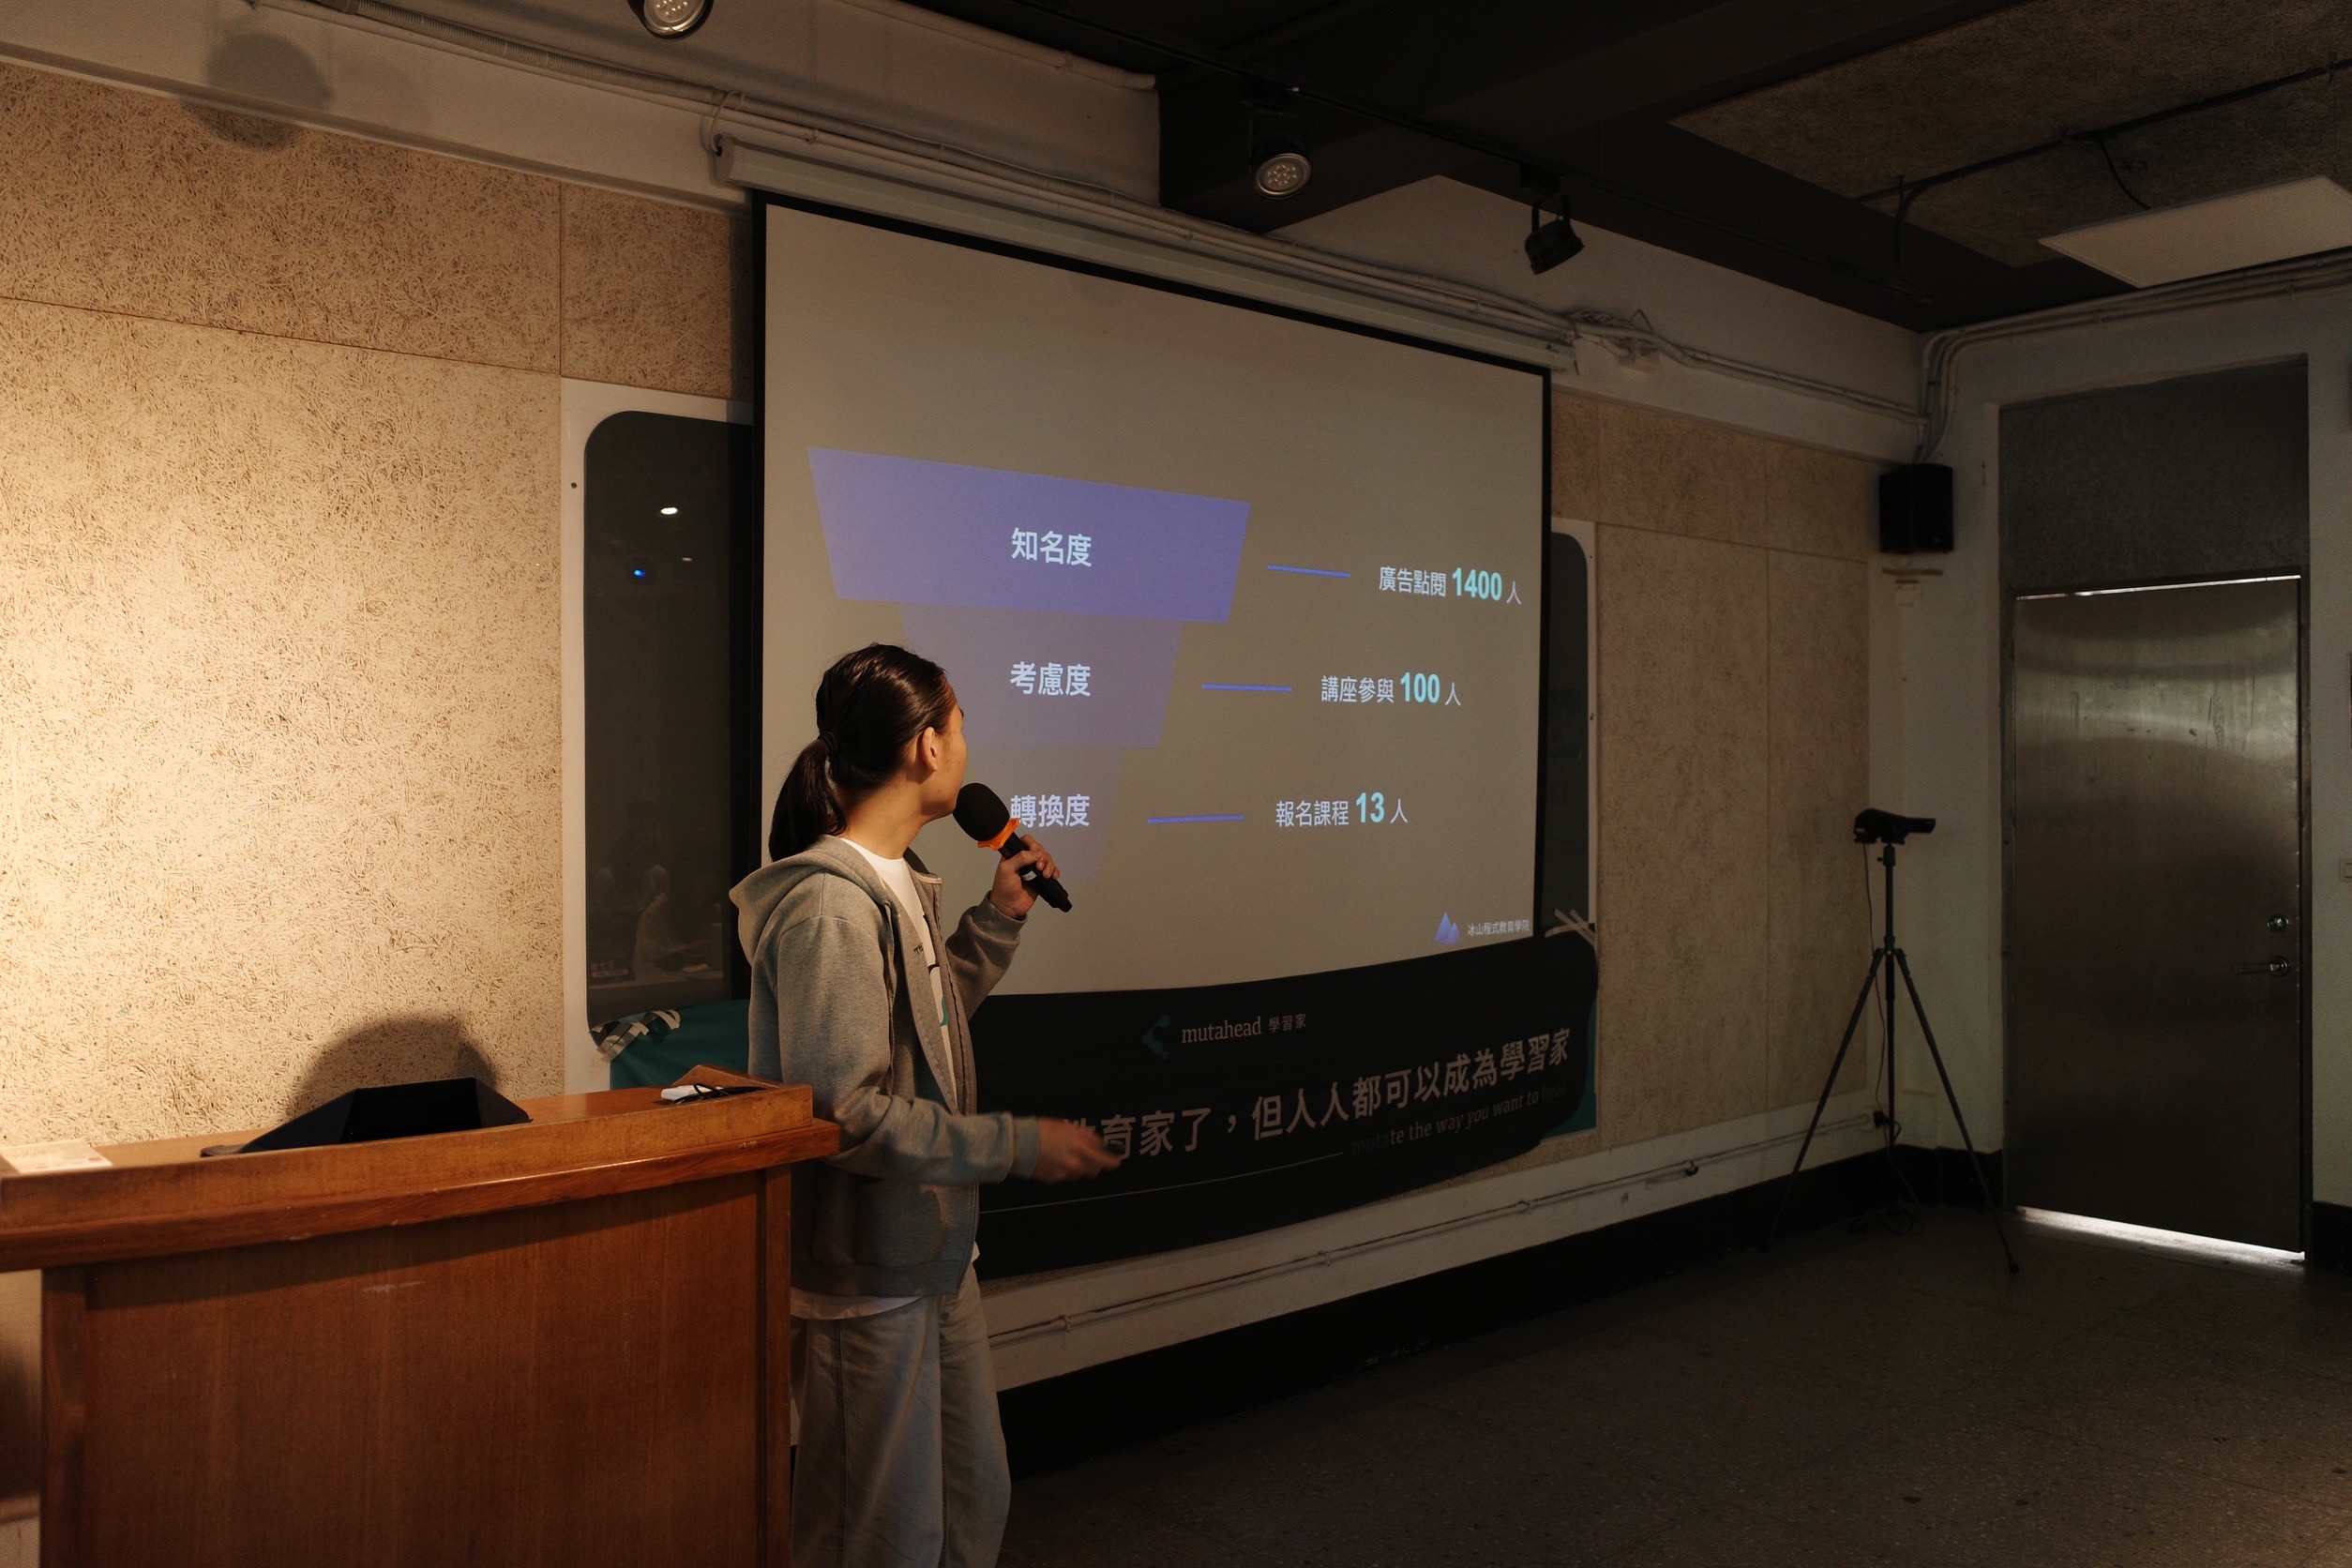 知名度
廣告點閱 1400 人
考慮度
講座參與 100 人
轉換度
報名課程 13 人
冰山程式教育學院
mutahead 學習家
教育家了，但人人都可以成為學習家
mutate the way you want to